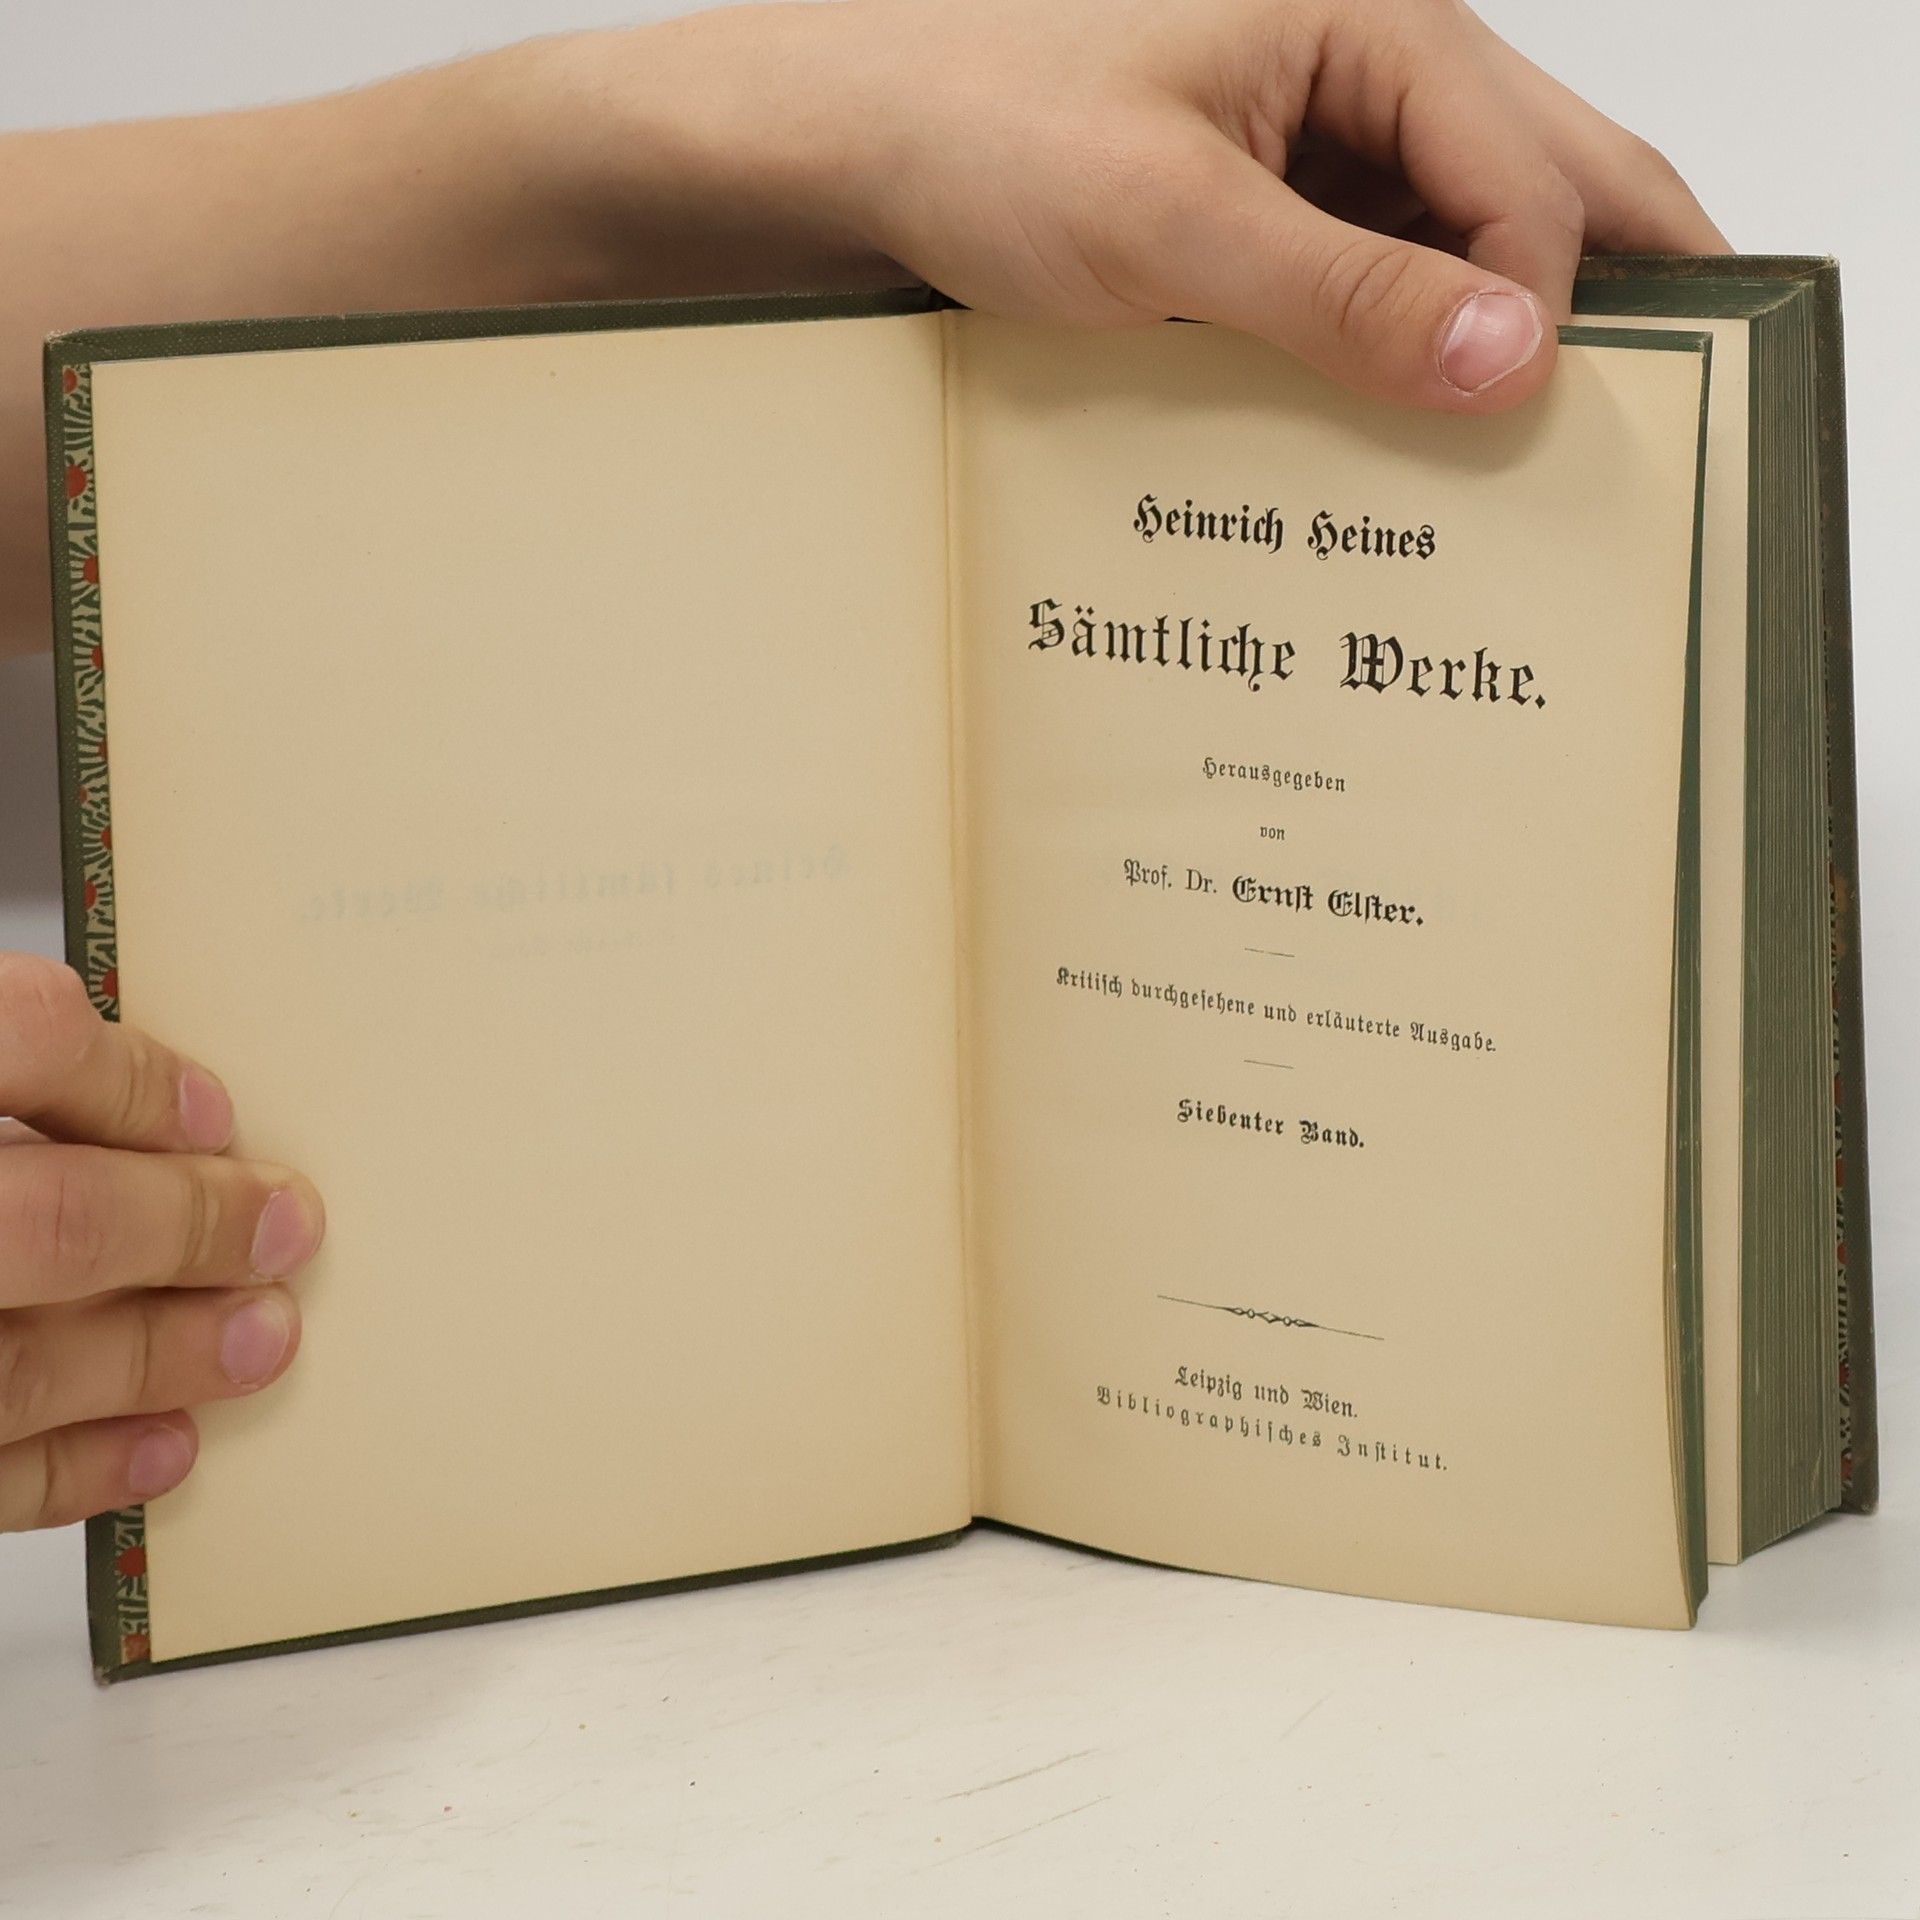 Heinrich Heines
Sämtliche Werke.
Herausgegeben
von
Prof. Dr. Ernst Elster.
Kritisch durchgesehene und erläuterte Ausgabe.
Siebenter Band.
Leipzig und Wien.
Bibliographisches Institut.